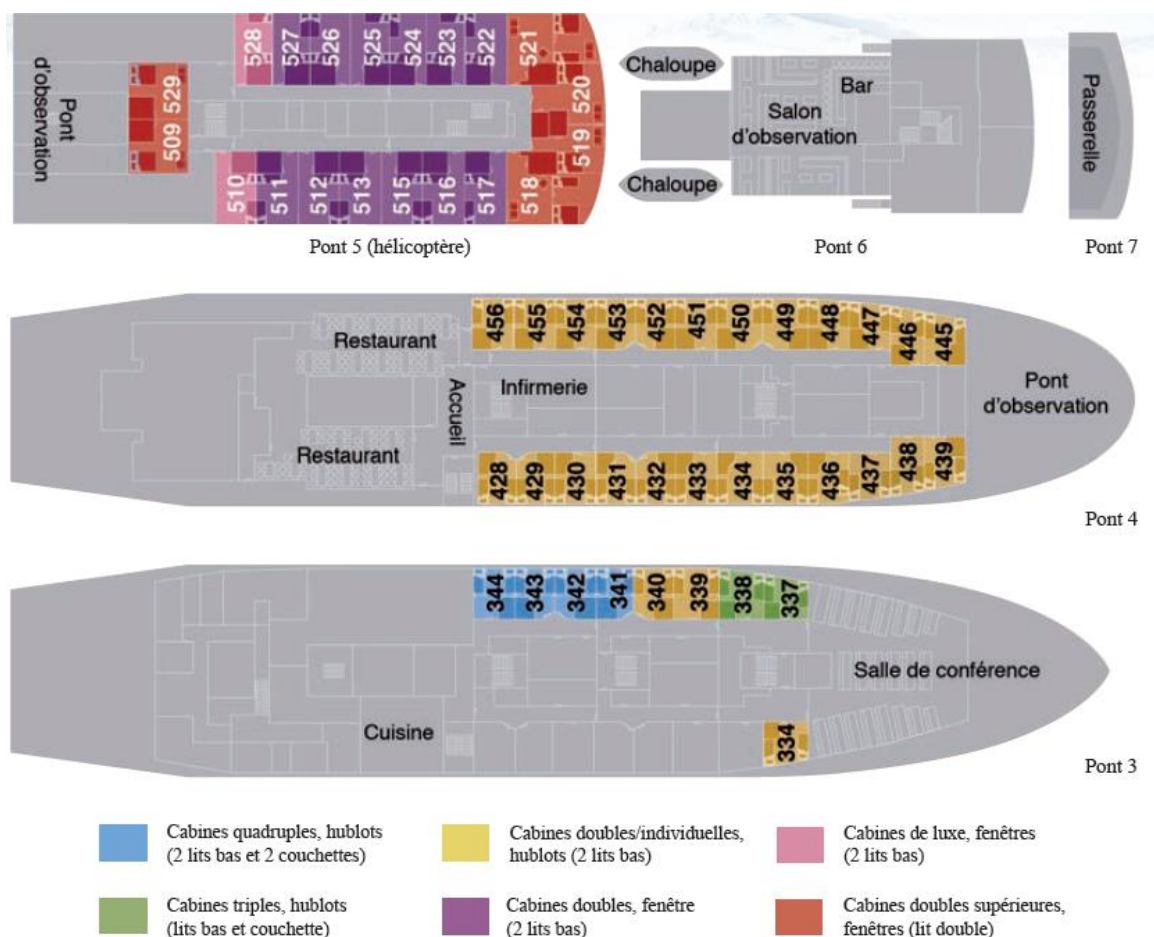 528
527
526
525
524
523
522
521
520
519
529
509
Pont
d'observation
510
511
512
513
515
516
517
518
Pont 5 (hélicoptère)
Chaloupe
Bar
Salon
d'observation
Chaloupe
Pont 6
Passerelle
Pont 7
456
455
454
453
452
451
450
449
448
447
446
445
Restaurant
Accueil
Infirmerie
Pont
d'observation
Restaurant
428
429
430
431
432
433
434
435
436
437
438
439
Pont 4
344
343
342
341
340
339
338
337
Salle de conférence
Cuisine
334
Pont 3
Cabines quadruples, hublots
(2 lits bas et 2 couchettes)
Cabines doubles/individuelles,
hublots (2 lits bas)
Cabines de luxe, fenêtres
(2 lits bas)
Cabines triples, hublots
(lits bas et couchette)
Cabines doubles, fenêtre
(2 lits bas)
Cabines doubles supérieures,
fenêtres (lit double)